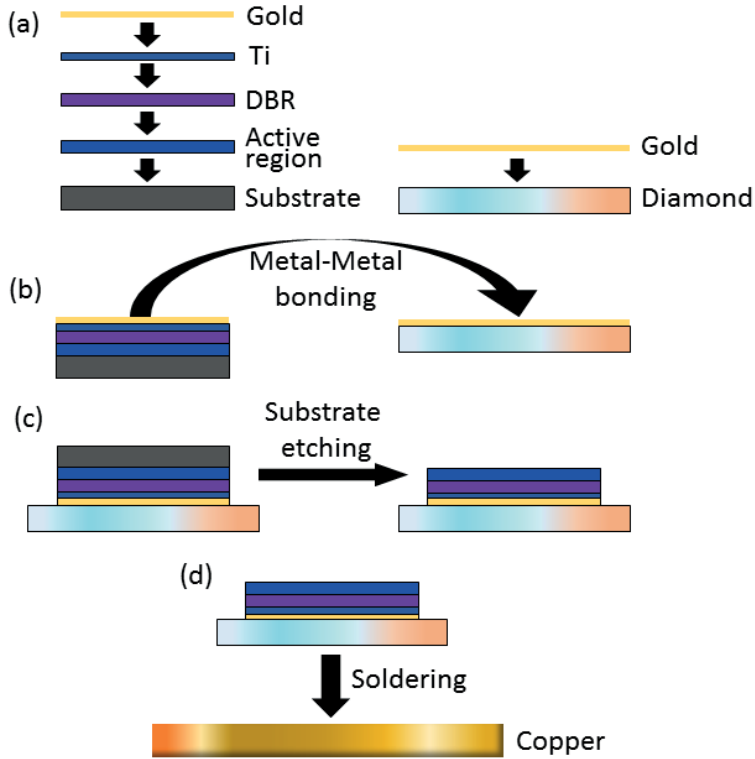 (a)
Gold
Ti
DBR
Active
region
Substrate
Gold
Diamond
(b)
Metal-Metal
bonding
(c)
Substrate
etching
(d)
Soldering
Copper